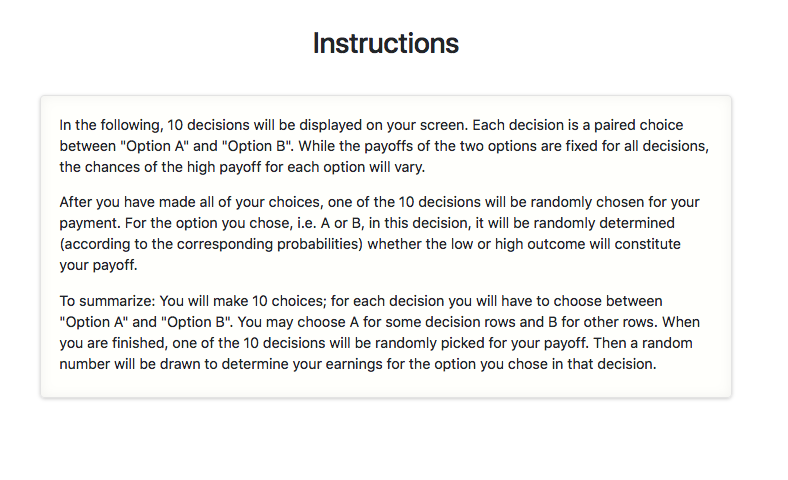 Instructions
In the following, 10 decisions will be displayed on your screen. Each decision is a paired choice
between "Option A" and "Option B". While the payoffs of the two options are fixed for all decisions,
the chances of the high payoff for each option will vary.
After you have made all of your choices, one of the 10 decisions will be randomly chosen for your
payment. For the option you chose, i.e. A or B, in this decision, it will be randomly determined
(according to the corresponding probabilities) whether the low or high outcome will constitute
your payoff.
To summarize: You will make 10 choices; for each decision you will have to choose between
"Option A" and "Option B". You may choose A for some decision rows and B for other rows. When
you are finished, one of the 10 decisions will be randomly picked for your payoff. Then a random
number will be drawn to determine your earnings for the option you chose in that decision.